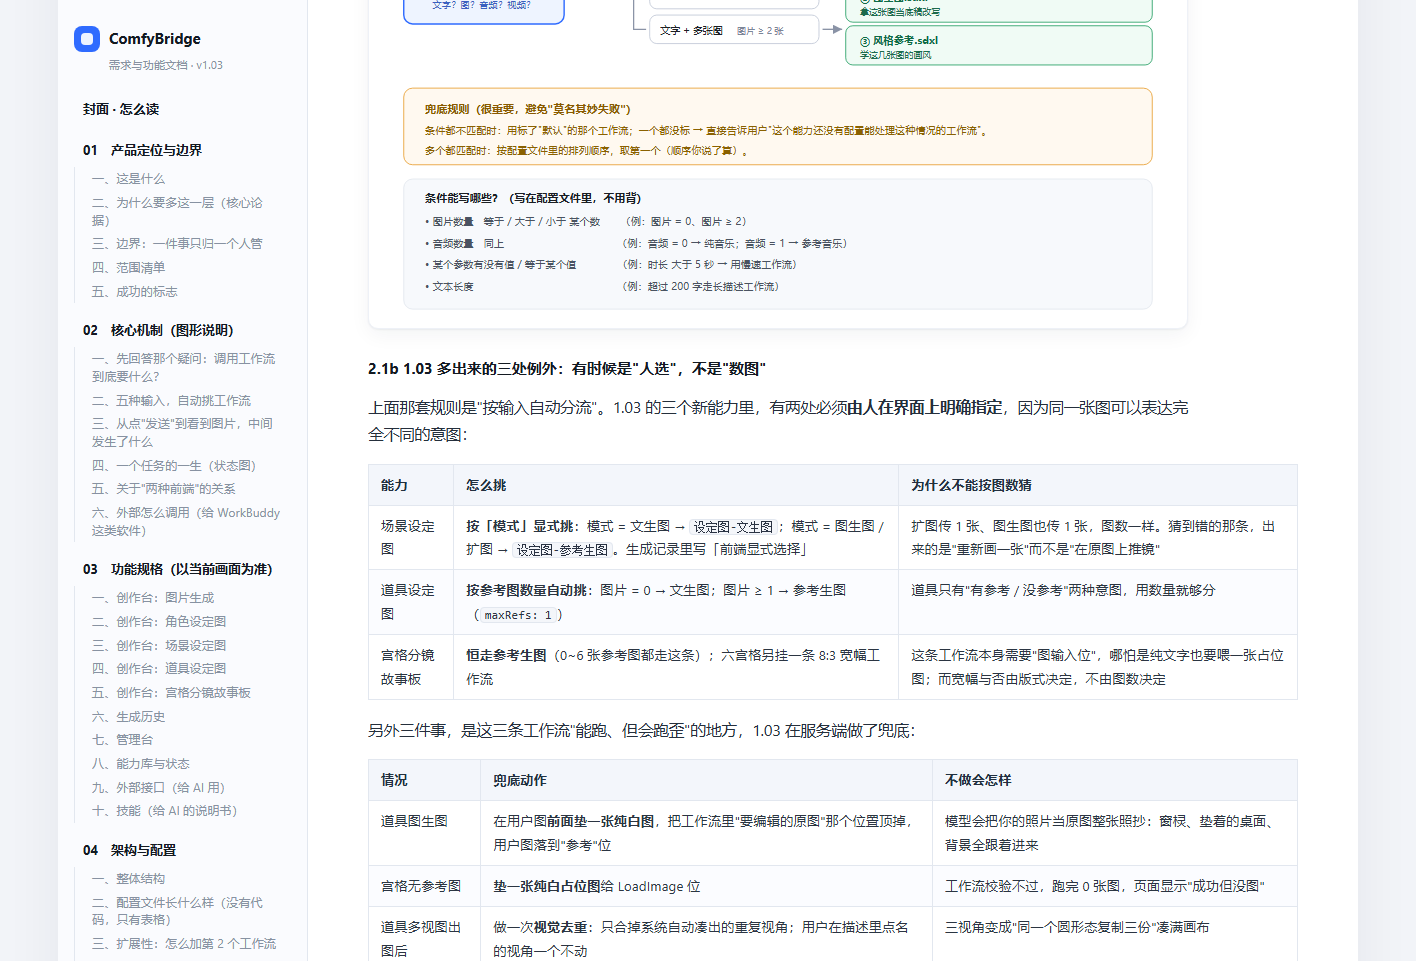 ComfyBridge
需求与功能文档 · v1.03
封面 · 怎么读
01 产品定位与边界
一、这是什么
二、为什么要多这一层（核心论
据）
三、边界：一件事只归一个人管
四、范围清单
五、成功的标志
02 核心机制（图形说明）
一、先回答那个疑问：调用工作流
到底要什么？
二、五种输入，自动挑工作流
三、从点"发送"到看到图片，中间
发生了什么
四、一个任务的一生（状态图）
五、关于"两种前端"的关系
六、外部怎么调用（给 WorkBuddy
这类软件）
03 功能规格（以当前画面为准）
一、创作台：图片生成
二、创作台：角色设定图
三、创作台：场景设定图
四、创作台：道具设定图
五、创作台：宫格分镜故事板
六、生成历史
七、管理台
八、能力库与状态
九、外部接口（给 AI 用）
十、技能（给 AI 的说明书）
04 架构与配置
一、整体结构
二、配置文件长什么样（没有代
码，只有表格）
三、扩展性：怎么加第 2 个工作流
文字？图？音频？视频？
文字 + 多张图 图片 ≥ 2 张
拿这张图当底稿改写
③ 风格参考.sdxl
学这几张图的画风
兜底规则（很重要，避免"莫名其妙失败"）
条件都不匹配时：用标了"默认"的那个工作流；一个都没标 → 直接告诉用户"这个能力还没有配置能处理这种情况的工作流"。
多个都匹配时：按配置文件里的排列顺序，取第一个（顺序你说了算）。
条件能写哪些？（写在配置文件里，不用背）
• 图片数量 等于 / 大于 / 小于 某个数 （例：图片 = 0、图片 ≥ 2）
• 音频数量 同上 （例：音频 = 0 → 纯音乐；音频 = 1 → 参考音乐）
• 某个参数有没有值 / 等于某个值 （例：时长 大于 5 秒 → 用慢速工作流）
• 文本长度 （例：超过 200 字走长描述工作流）
2.1b 1.03 多出来的三处例外：有时候是"人选"，不是"数图"
上面那套规则是"按输入自动分流"。1.03 的三个新能力里，有两处必须由人在界面上明确指定，因为同一张图可以表达完
全不同的意图：
能力 怎么挑 为什么不能按图数猜
场景设定
图
按「模式」显式挑：模式 = 文生图 → 设定图-文生图；模式 = 图生图 /
扩图 → 设定图-参考生图。生成记录里写「前端显式选择」
扩图传 1 张、图生图也传 1 张，图数一样。猜到错的那条，出
来的是"重新画一张"而不是"在原图上推镜"
道具设定
图
按参考图数量自动挑：图片 = 0 → 文生图；图片 ≥ 1 → 参考生图
（maxRefs: 1）
道具只有"有参考 / 没参考"两种意图，用数量就够分
宫格分镜
故事板
恒走参考生图（0~6 张参考图都走这条）；六宫格另挂一条 8:3 宽幅工
作流
这条工作流本身需要"图输入位"，哪怕是纯文字也要喂一张占位
图；而宽幅与否由版式决定，不由图数决定
另外三件事，是这三条工作流"能跑、但会跑歪"的地方，1.03 在服务端做了兜底：
情况 兜底动作 不做会怎样
道具图生图
在用户图前面垫一张纯白图，把工作流里"要编辑的原图"那个位置顶掉，
用户图落到"参考"位
模型会把你的照片当原图整张照抄：窗棂、垫着的桌面、
背景全跟着进来
宫格无参考图 垫一张纯白占位图给 LoadImage 位 工作流校验不过，跑完 0 张图，页面显示"成功但没图"
道具多视图出
图后
做一次视觉去重：只合掉系统自动凑出的重复视角；用户在描述里点名
的视角一个不动
三视角变成"同一个圆形态复制三份"凑满画布